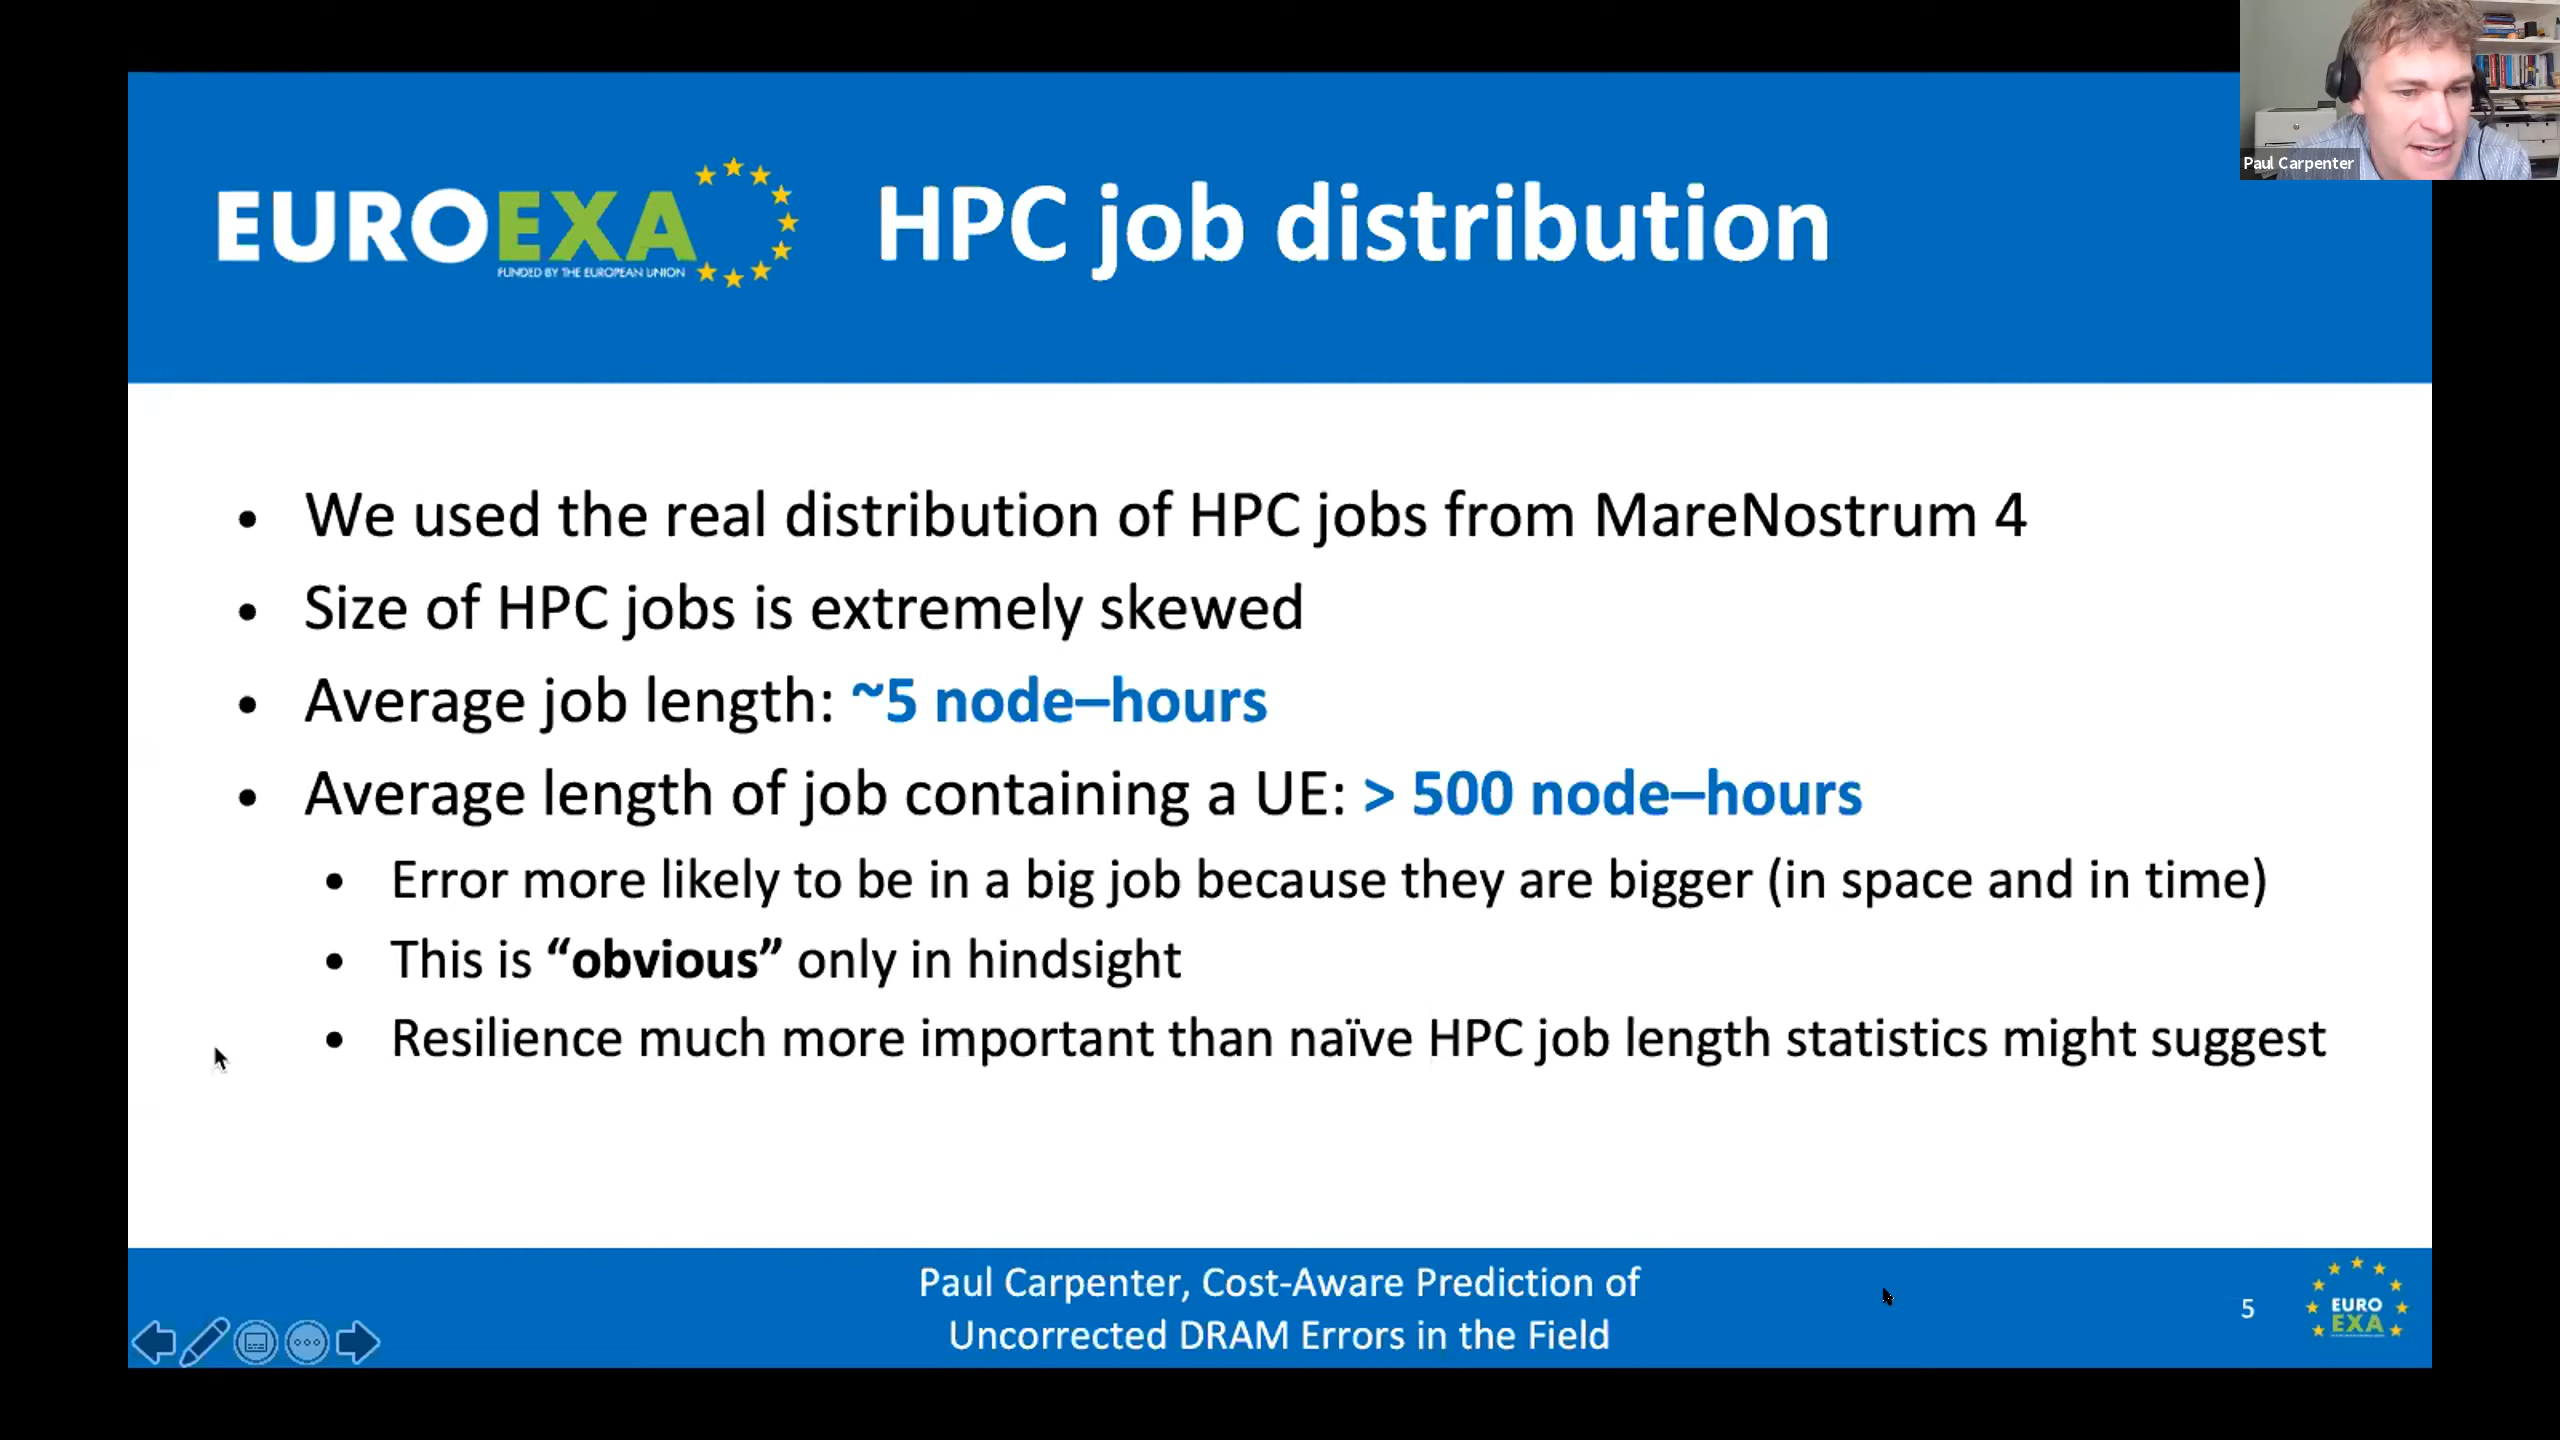 Paul Carpenter
EUROEXA
FUNDED BY THE EUROPEAN UNION
HPC job distribution
• We used the real distribution of HPC jobs from MareNostrum 4
• Size of HPC jobs is extremely skewed
• Average job length: ~5 node–hours
• Average length of job containing a UE: > 500 node–hours
• Error more likely to be in a big job because they are bigger (in space and in time)
• This is “obvious” only in hindsight
• Resilience much more important than naïve HPC job length statistics might suggest
Paul Carpenter, Cost-Aware Prediction of
Uncorrected DRAM Errors in the Field
5
EURO
EXA